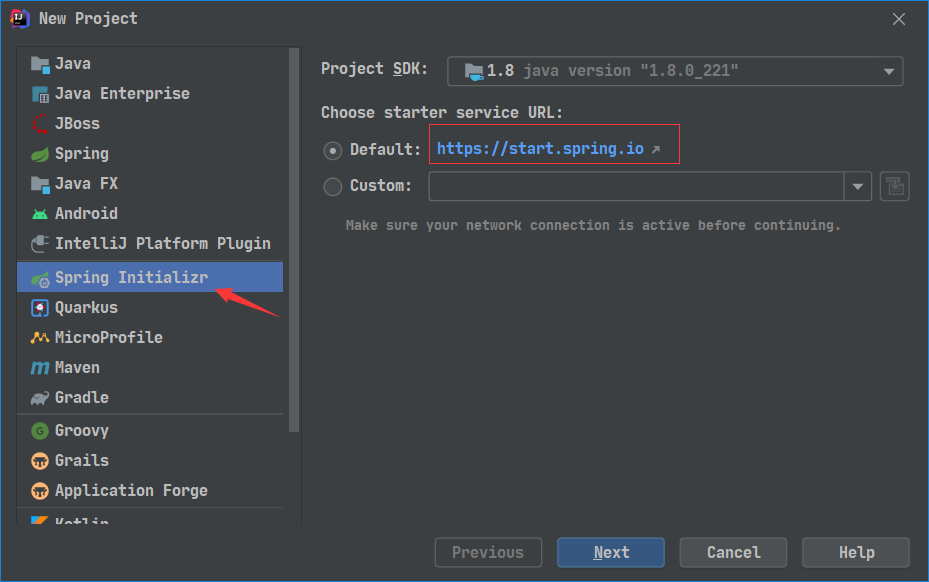 New Project
Java
Java Enterprise
JBoss
Spring
Java FX
Android
IntelliJ Platform Plugin
Spring Initializr
Quarkus
MicroProfile
Maven
Gradle
Groovy
Grails
Application Forge
Kotlin
Project SDK: 1.8 java version "1.8.0_221"
Choose starter service URL:
Default: https://start.spring.io ↗
Custom:
Make sure your network connection is active before continuing.
Previous Next Cancel Help